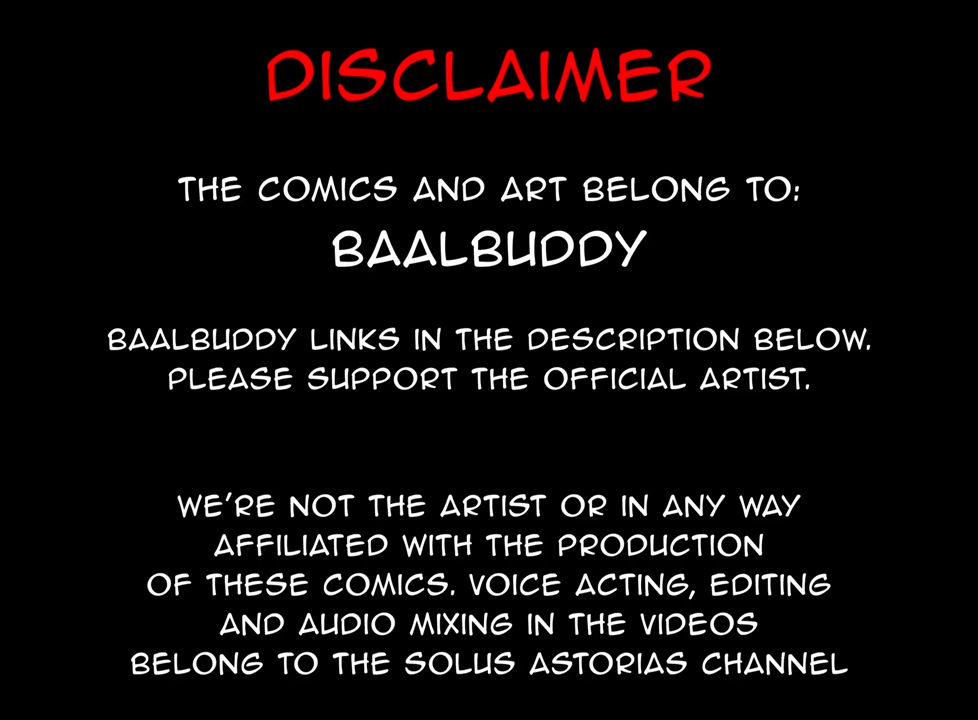 DISCLAIMER
THE COMICS AND ART BELONG TO:
BAALBUDDY
BAALBUDDY LINKS IN THE DESCRIPTION BELOW.
PLEASE SUPPORT THE OFFICIAL ARTIST.
WE'RE NOT THE ARTIST OR IN ANY WAY
AFFILIATED WITH THE PRODUCTION
OF THESE COMICS. VOICE ACTING, EDITING
AND AUDIO MIXING IN THE VIDEOS
BELONG TO THE SOLUS ASTORIAS CHANNEL